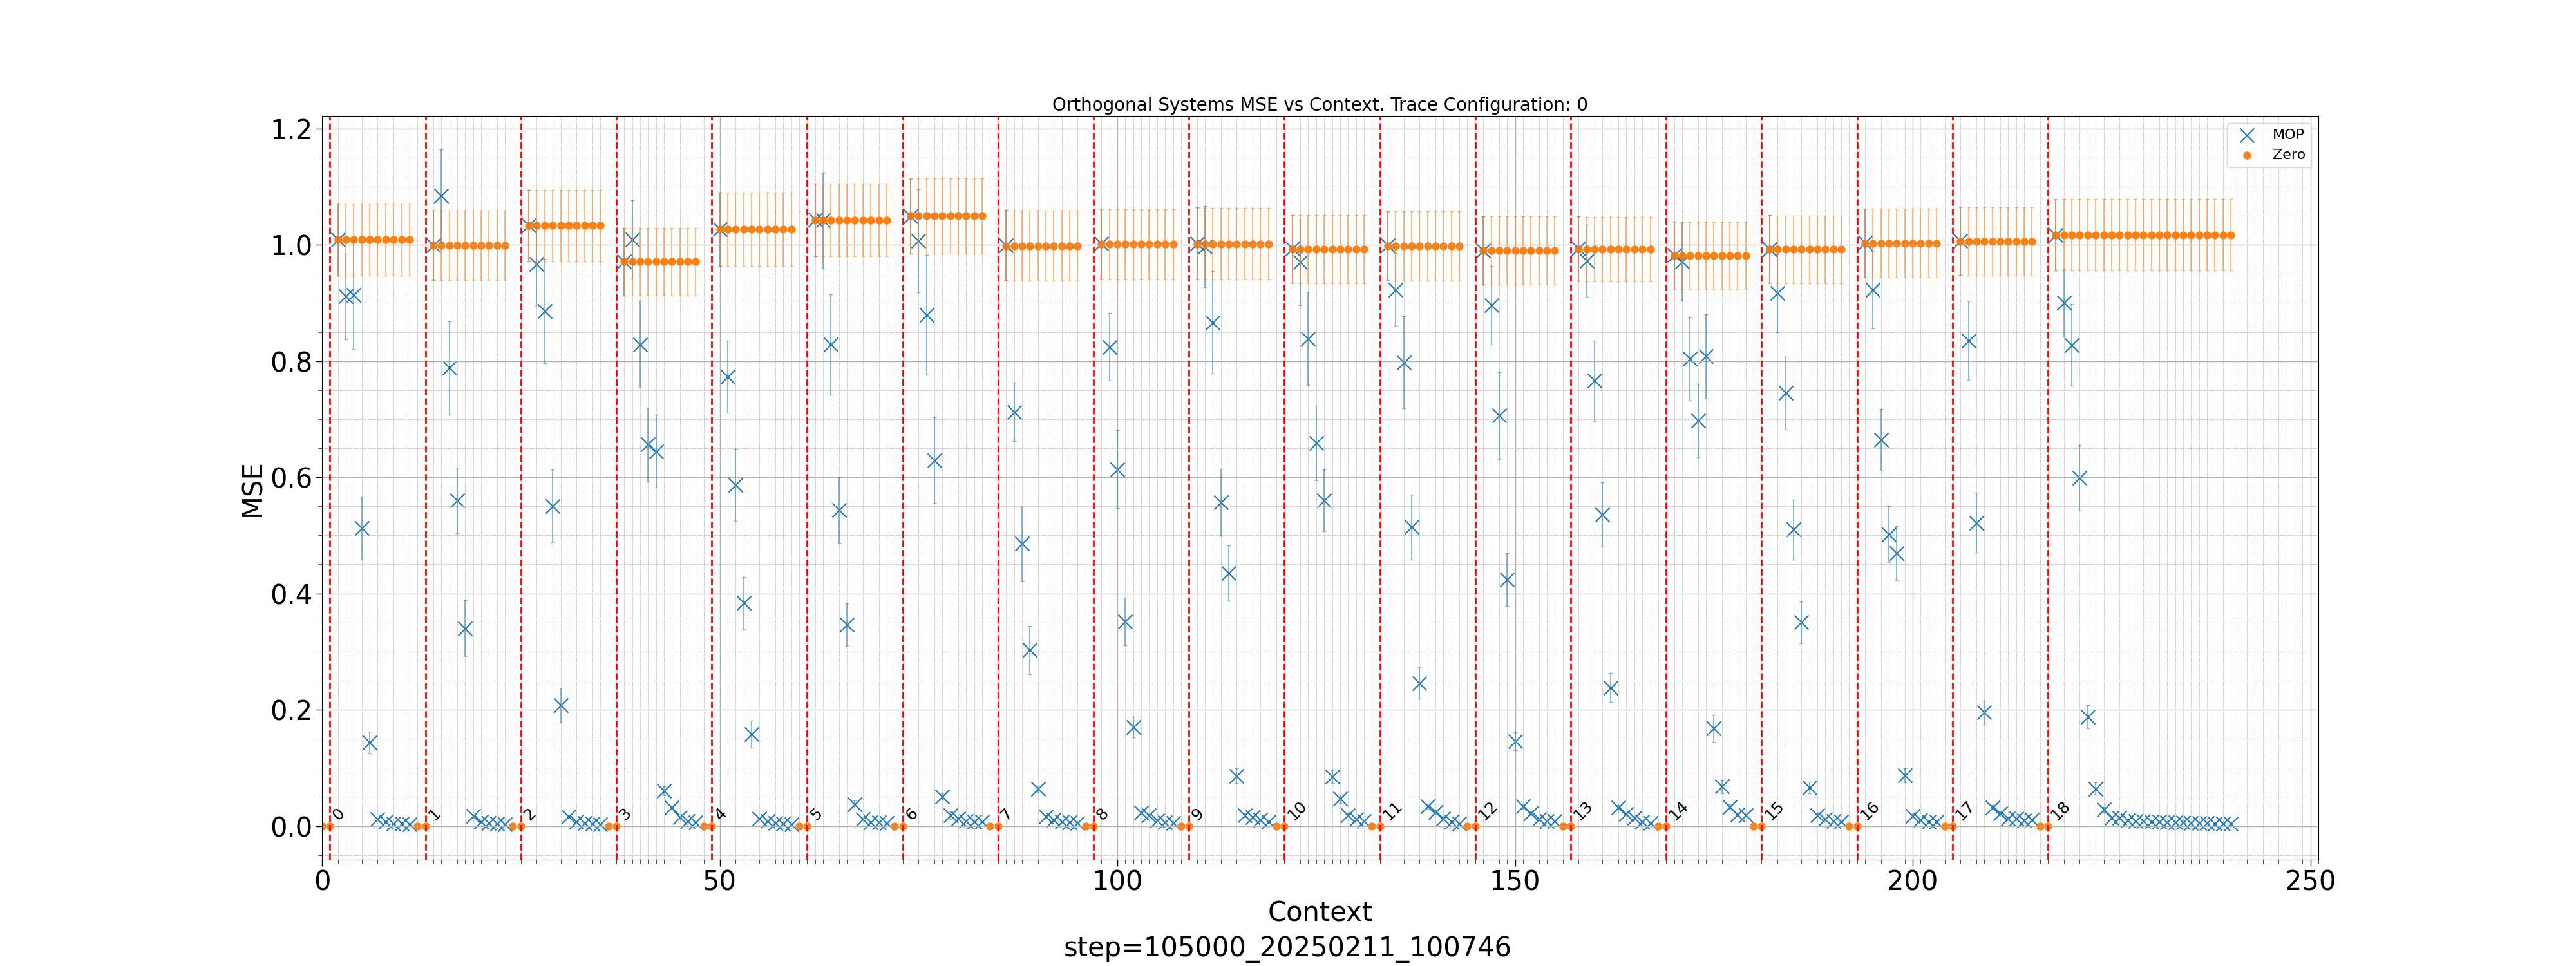 Orthogonal Systems MSE vs Context. Trace Configuration: 0
MOP
Zero
MSE
1.2
1.0
0.8
0.6
0.4
0.2
0.0
0 1 2 3 4 5 6 7 8 9 10 11 12 13 14 15 16 17 18
0 50 100 150 200 250
Context
step=105000_20250211_100746